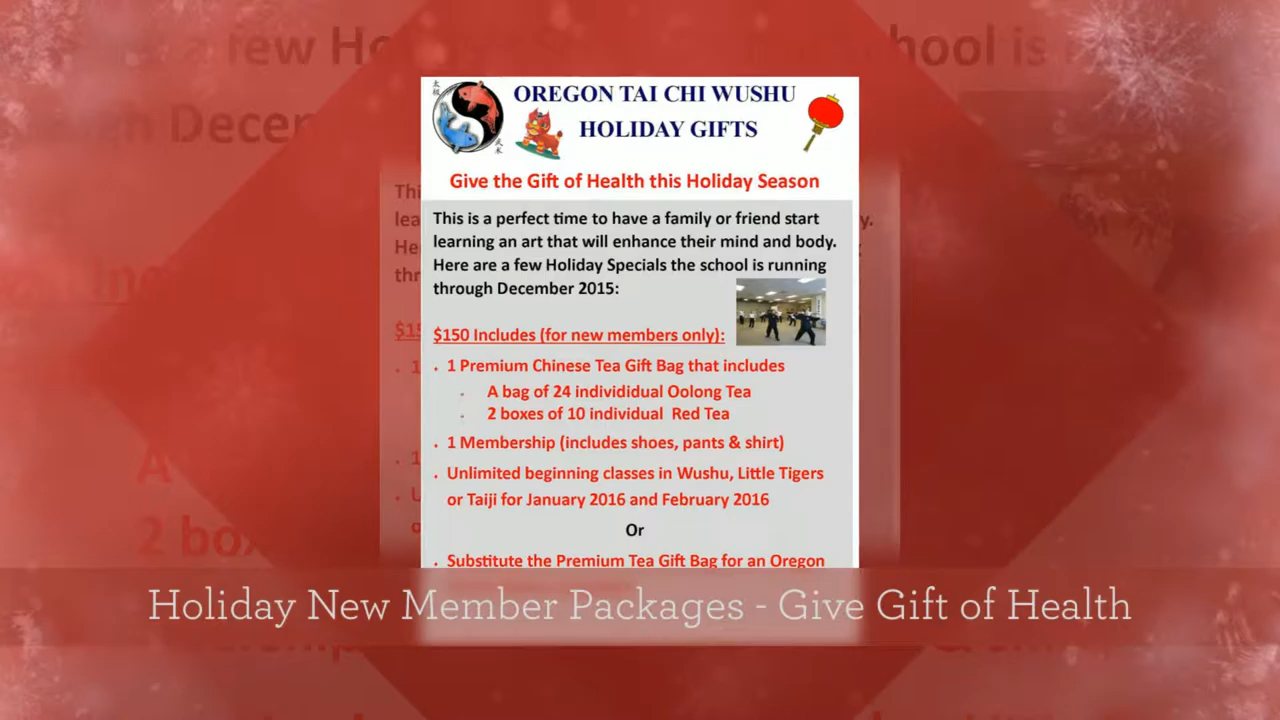 太
極
武
术
OREGON TAI CHI WUSHU
HOLIDAY GIFTS
Give the Gift of Health this Holiday Season
This is a perfect time to have a family or friend start
learning an art that will enhance their mind and body.
Here are a few Holiday Specials the school is running
through December 2015:
$150 Includes (for new members only):
. 1 Premium Chinese Tea Gift Bag that includes
A bag of 24 individidual Oolong Tea
2 boxes of 10 individual Red Tea
. 1 Membership (includes shoes, pants & shirt)
. Unlimited beginning classes in Wushu, Little Tigers
or Taiji for January 2016 and February 2016
Or
. Substitute the Premium Tea Gift Bag for an Oregon
Holiday New Member Packages - Give Gift of Health